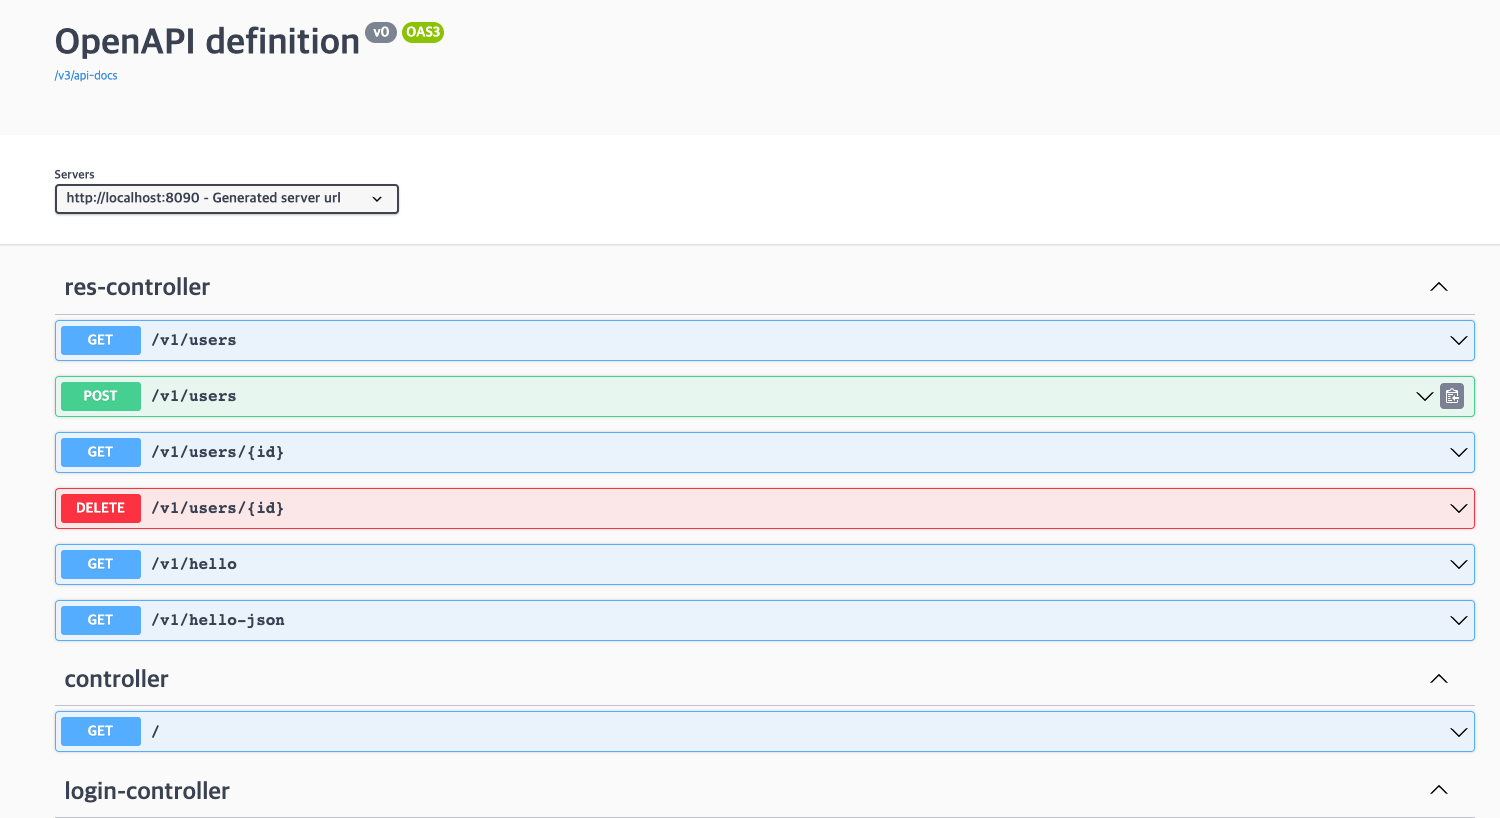 OpenAPI definition v0 OAS3
/v3/api-docs
Servers
http://localhost:8090 - Generated server url
res-controller
GET /v1/users
POST /v1/users
GET /v1/users/{id}
DELETE /v1/users/{id}
GET /v1/hello
GET /v1/hello-json
controller
GET /
login-controller